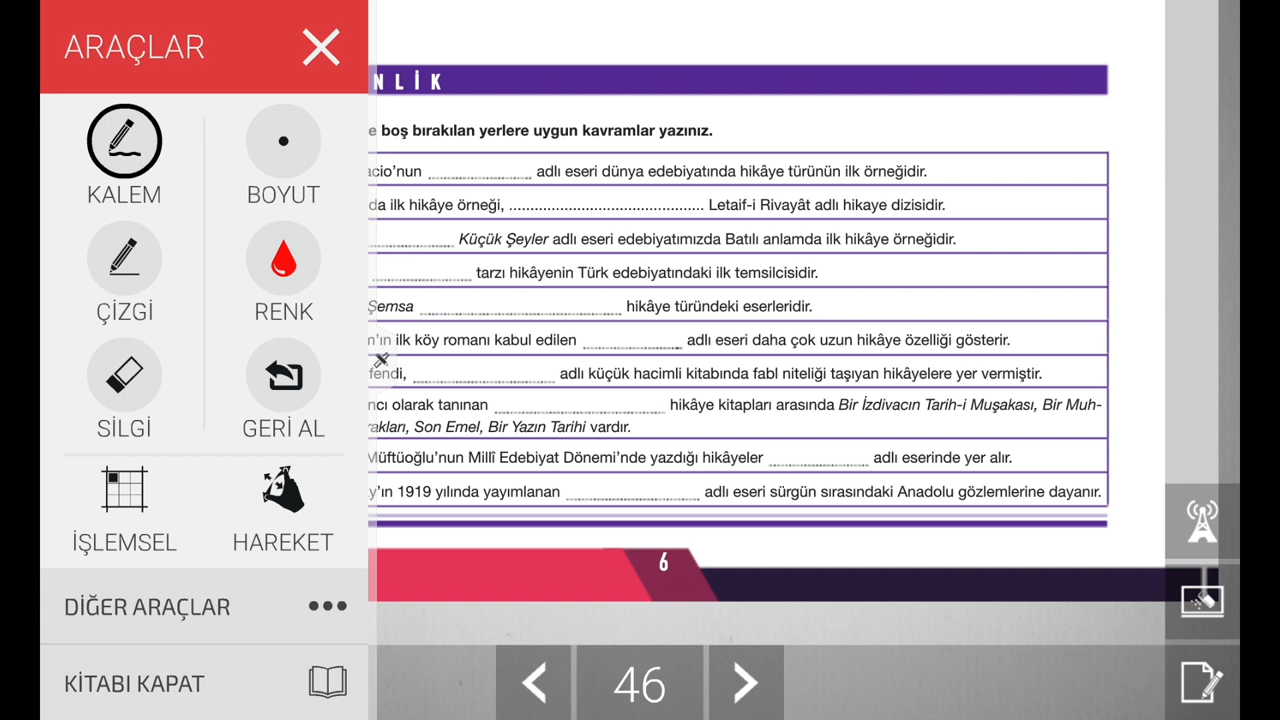 ARAÇLAR
KALEM
BOYUT
ÇİZGİ
RENK
SİLGİ
GERİ AL
İŞLEMSEL
HAREKET
DİĞER ARAÇLAR
KİTABI KAPAT
NLİK
e boş bırakılan yerlere uygun kavramlar yazınız.
acio'nun adlı eseri dünya edebiyatında hikâye türünün ilk örneğidir.
da ilk hikâye örneği, .............................................. Letaif-i Rivayât adlı hikaye dizisidir.
Küçük Şeyler adlı eseri edebiyatımızda Batılı anlamda ilk hikâye örneğidir.
tarzı hikâyenin Türk edebiyatındaki ilk temsilcisidir.
Şemsa hikâye türündeki eserleridir.
n'ın ilk köy romanı kabul edilen adlı eseri daha çok uzun hikâye özelliği gösterir.
fendi, adlı küçük hacimli kitabında fabl niteliği taşıyan hikâyelere yer vermiştir.
ncı olarak tanınan hikâye kitapları arasında Bir İzdivacın Tarih-i Muşakası, Bir Muh-
rakları, Son Emel, Bir Yazın Tarihi vardır.
Müftüoğlu'nun Millî Edebiyat Dönemi'nde yazdığı hikâyeler adlı eserinde yer alır.
y'ın 1919 yılında yayımlanan adlı eseri sürgün sırasındaki Anadolu gözlemlerine dayanır.
6
46